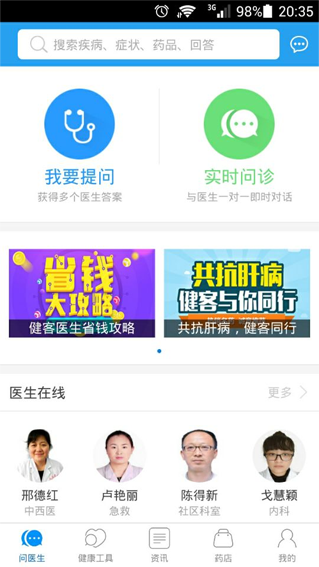 3G 98% 20:35
搜索疾病、症状、药品、回答
我要提问 实时问诊
获得多个医生答案 与医生一对一即时对话
省钱 共抗肝病
大攻略 健客与你同行
健客医生省钱攻略 共抗肝病，健客同行
医生在线 更多
邢德红 卢艳丽 陈得新 戈慧颖
中西医 急救 社区科室 内科
问医生 健康工具 资讯 药店 我的